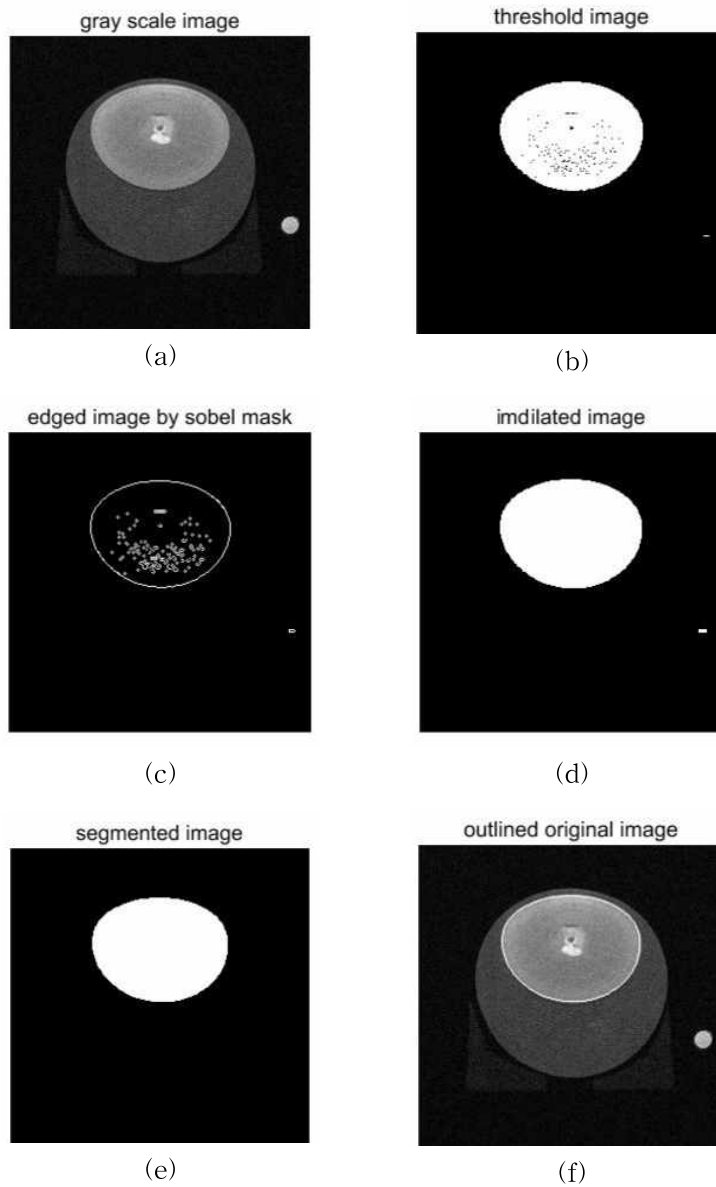 gray scale image
threshold image
(a)
(b)
edged image by sobel mask
imdilated image
(c)
(d)
segmented image
outlined original image
(e)
(f)